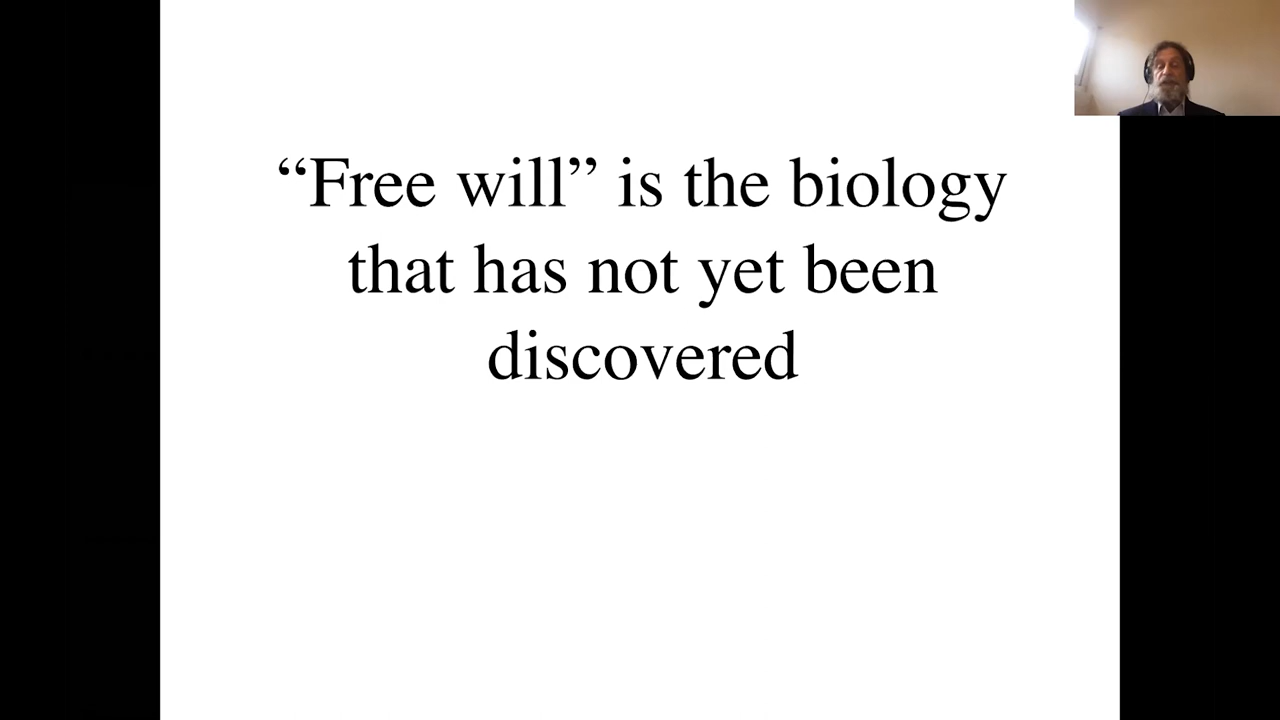 “Free will” is the biology
that has not yet been
discovered